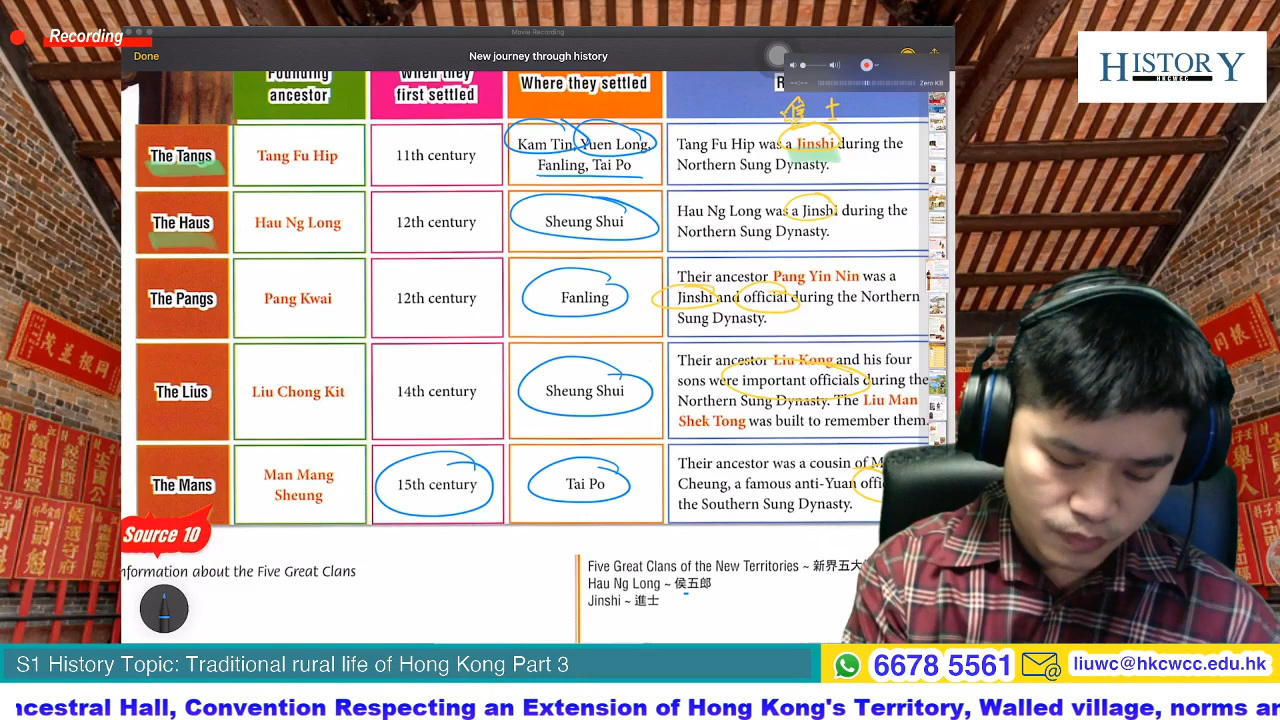 Recording
Movie Recording
Done
New journey through history
Zero KB
HISTORY
HKCWCC
Founding
ancestor
When they
first settled
Where they settled
進士
The Tangs
Tang Fu Hip
11th century
Kam Tin, Yuen Long,
Fanling, Tai Po
Tang Fu Hip was a Jinshi during the
Northern Sung Dynasty.
The Haus
Hau Ng Long
12th century
Sheung Shui
Hau Ng Long was a Jinshi during the
Northern Sung Dynasty.
The Pangs
Pang Kwai
12th century
Fanling
Their ancestor Pang Yin Nin was a
Jinshi and official during the Northern
Sung Dynasty.
The Lius
Liu Chong Kit
14th century
Sheung Shui
Their ancestor Liu Kong and his four
sons were important officials during the
Northern Sung Dynasty. The Liu Man
Shek Tong was built to remember them.
The Mans
Man Mang
Sheung
15th century
Tai Po
Their ancestor was a cousin of
Cheung, a famous anti-Yuan
the Southern Sung Dynasty.
Source 10
nformation about the Five Great Clans
Five Great Clans of the New Territories ~ 新界五大
Hau Ng Long ~ 侯五郎
Jinshi ~ 進士
S1 History Topic: Traditional rural life of Hong Kong Part 3
6678 5561
liuwc@hkcwcc.edu.hk
ncestral Hall, Convention Respecting an Extension of Hong Kong's Territory, Walled village, norms an